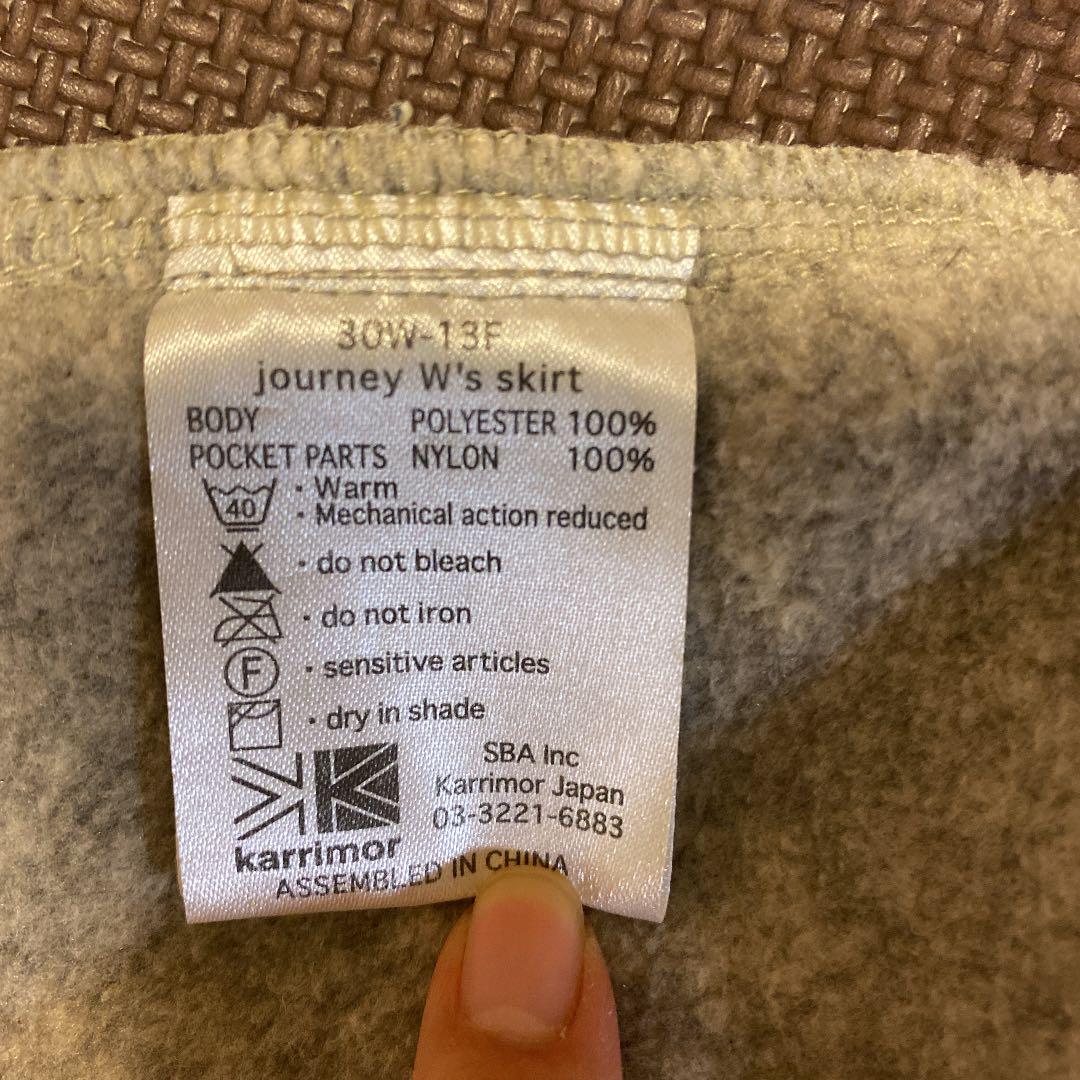 30W-13F
journey W's skirt
BODY POLYESTER 100%
POCKET PARTS NYLON 100%
40 · Warm
· Mechanical action reduced
· do not bleach
· do not iron
F · sensitive articles
· dry in shade
SBA Inc
Karrimor Japan
03-3221-6883
karrimor
ASSEMBLED IN CHINA